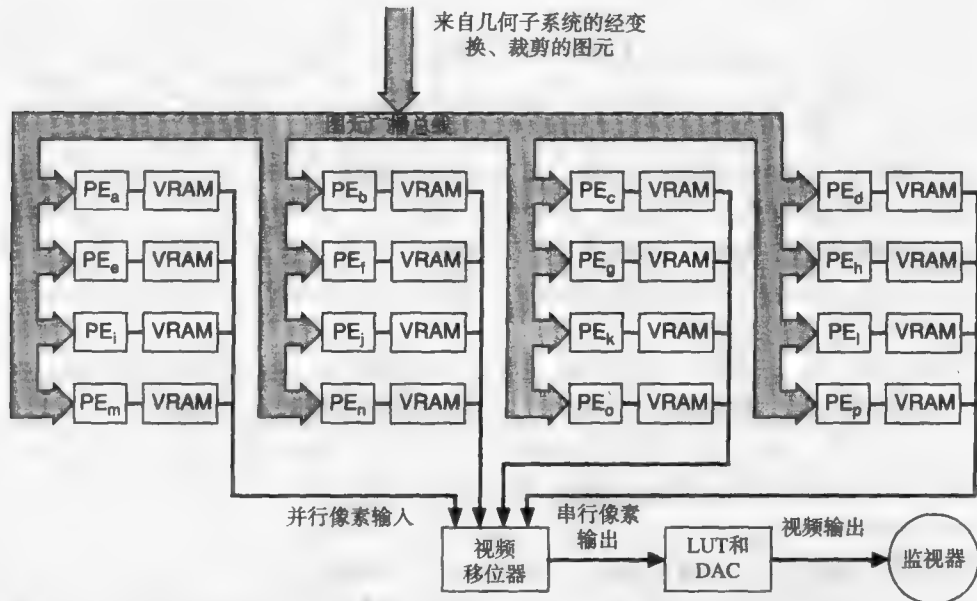 来自几何子系统的经变
换、裁剪的图元
图元广播总线
PEa VRAM PEb VRAM PEc VRAM PEd VRAM
PEe VRAM PEf VRAM PEg VRAM PEh VRAM
PEi VRAM PEj VRAM PEk VRAM PEl VRAM
PEm VRAM PEn VRAM PEo VRAM PEp VRAM
并行像素输入
视频
移位器
串行像素
输出
LUT和
DAC
视频输出
监视器